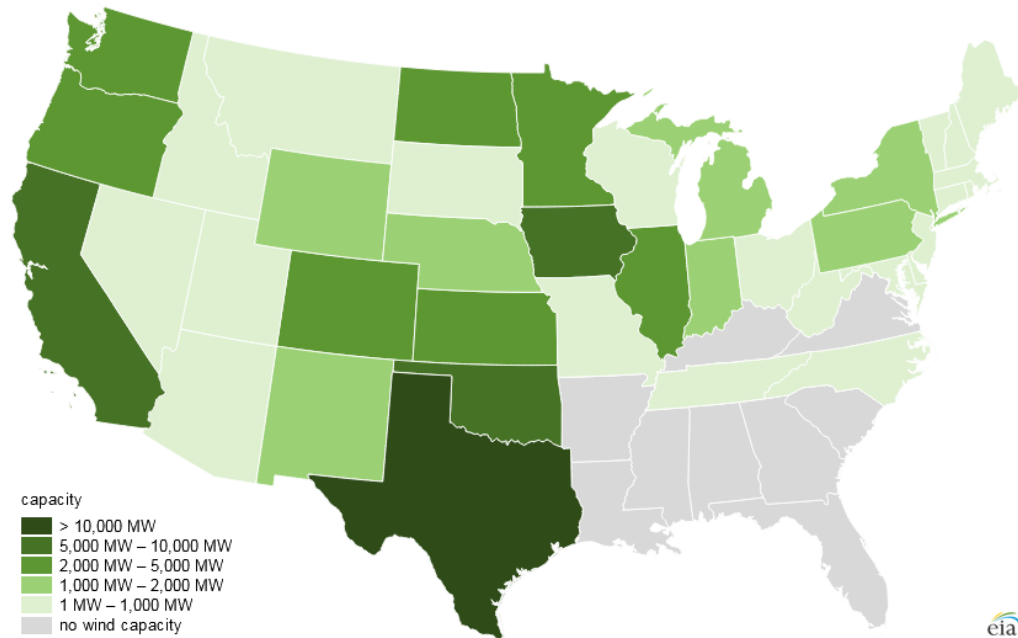 capacity
> 10,000 MW
5,000 MW – 10,000 MW
2,000 MW – 5,000 MW
1,000 MW – 2,000 MW
1 MW – 1,000 MW
no wind capacity
eia